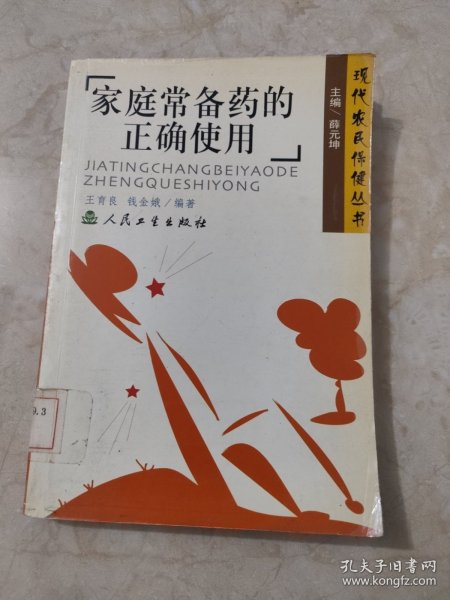 「家庭常备药的
正确使用」
JIATINGCHANGBEIYAODE
ZHENGQUESHIYONG
王育良 钱金娥/编著
人民卫生出版社
主编/薛元坤
现代农民保健丛书
9.3
孔夫子旧书网
www.kongfz.com